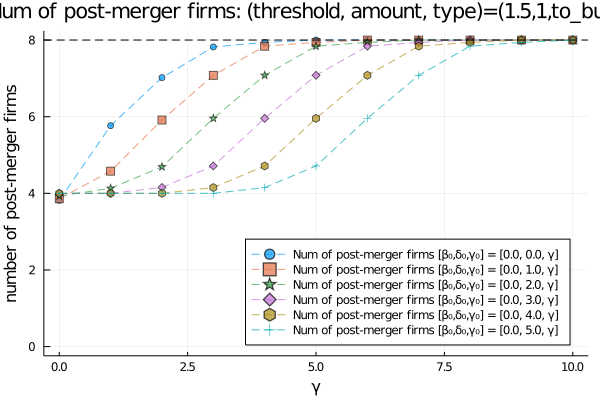 of post-merger firms: (threshold, amount, type)=(1.5,1,to_bu
number of post-merger firms
8
6
4
2
0
Num of post-merger firms [β₀,δ₀,γ₀] = [0.0, 0.0, γ]
Num of post-merger firms [β₀,δ₀,γ₀] = [0.0, 1.0, γ]
Num of post-merger firms [β₀,δ₀,γ₀] = [0.0, 2.0, γ]
Num of post-merger firms [β₀,δ₀,γ₀] = [0.0, 3.0, γ]
Num of post-merger firms [β₀,δ₀,γ₀] = [0.0, 4.0, γ]
Num of post-merger firms [β₀,δ₀,γ₀] = [0.0, 5.0, γ]
0.0 2.5 5.0 7.5 10.0
γ